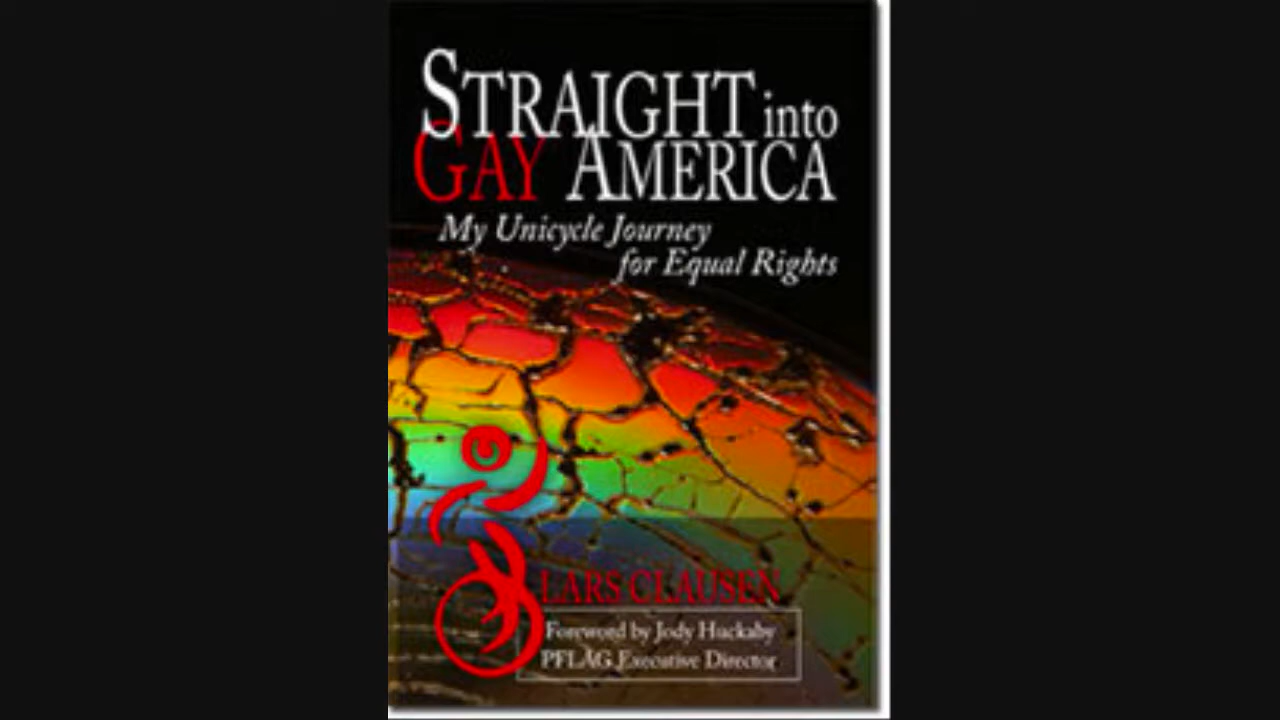 STRAIGHT into
GAY AMERICA
My Unicycle Journey
for Equal Rights
LARS CLAUSEN
Foreword by Jody Huckaby
PFLAG Executive Director